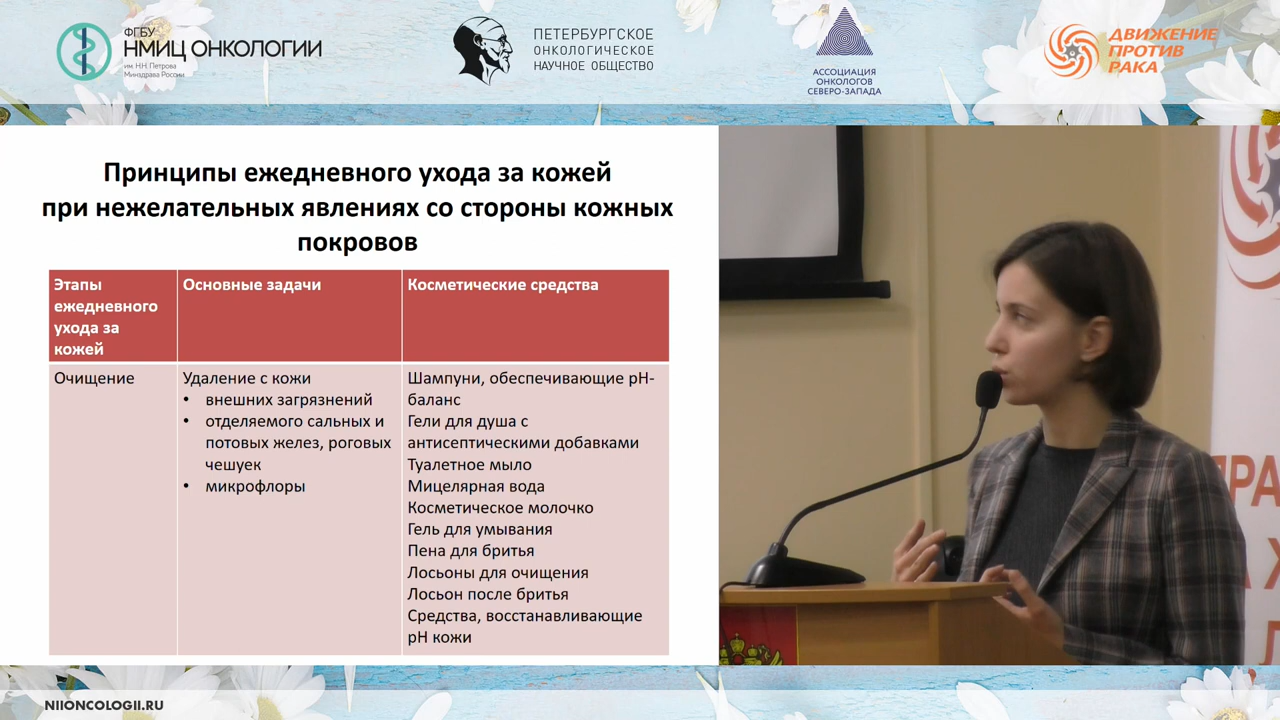 ФГБУ
НМИЦ ОНКОЛОГИИ
им. Н.Н. Петрова
Минздрава России
ПЕТЕРБУРГСКОЕ
ОНКОЛОГИЧЕСКОЕ
НАУЧНОЕ ОБЩЕСТВО
АССОЦИАЦИЯ
ОНКОЛОГОВ
СЕВЕРО-ЗАПАДА
ДВИЖЕНИЕ
ПРОТИВ
РАКА
Принципы ежедневного ухода за кожей
при нежелательных явлениях со стороны кожных
покровов
Этапы
ежедневного
ухода за
кожей
Основные задачи
Косметические средства
Очищение
Удаление с кожи
• внешних загрязнений
• отделяемого сальных и
потовых желез, роговых
чешуек
• микрофлоры
Шампуни, обеспечивающие pH-
баланс
Гели для душа с
антисептическими добавками
Туалетное мыло
Мицелярная вода
Косметическое молочко
Гель для умывания
Пена для бритья
Лосьоны для очищения
Лосьон после бритья
Средства, восстанавливающие
pH кожи
NIIONCOLOGII.RU